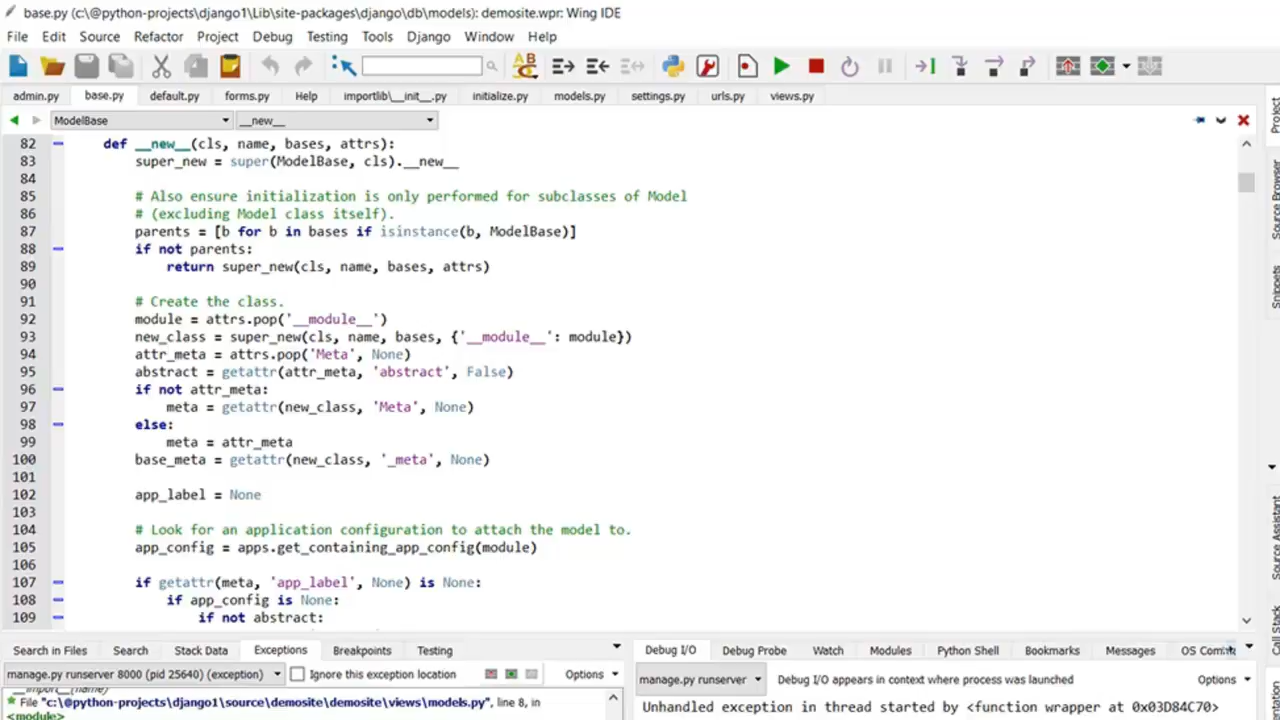 base.py (c:\@python-projects\django1\Lib\site-packages\django\db\models): demosite.wpr: Wing IDE
File Edit Source Refactor Project Debug Testing Tools Django Window Help
admin.py base.py default.py forms.py Help importlib\__init__.py initialize.py models.py settings.py urls.py views.py
ModelBase __new__
82 def __new__(cls, name, bases, attrs):
83 super_new = super(ModelBase, cls).__new__
84
85 # Also ensure initialization is only performed for subclasses of Model
86 # (excluding Model class itself).
87 parents = [b for b in bases if isinstance(b, ModelBase)]
88 if not parents:
89 return super_new(cls, name, bases, attrs)
90
91 # Create the class.
92 module = attrs.pop('__module__')
93 new_class = super_new(cls, name, bases, {'__module__': module})
94 attr_meta = attrs.pop('Meta', None)
95 abstract = getattr(attr_meta, 'abstract', False)
96 if not attr_meta:
97 meta = getattr(new_class, 'Meta', None)
98 else:
99 meta = attr_meta
100 base_meta = getattr(new_class, '_meta', None)
101
102 app_label = None
103
104 # Look for an application configuration to attach the model to.
105 app_config = apps.get_containing_app_config(module)
106
107 if getattr(meta, 'app_label', None) is None:
108 if app_config is None:
109 if not abstract:
Project
Source Browser
Snippets
Source Assistant
Call Stack
Search in Files Search Stack Data Exceptions Breakpoints Testing
manage.py runserver 8000 (pid 25640) (exception) Ignore this exception location Options
__import__(name)
File "c:\@python-projects\django1\source\demosite\demosite\views\models.py", line 8, in
<module>
Debug I/O Debug Probe Watch Modules Python Shell Bookmarks Messages
manage.py runserver Debug I/O appears in context where process was launched Options
Unhandled exception in thread started by <function wrapper at 0x03D84C70>